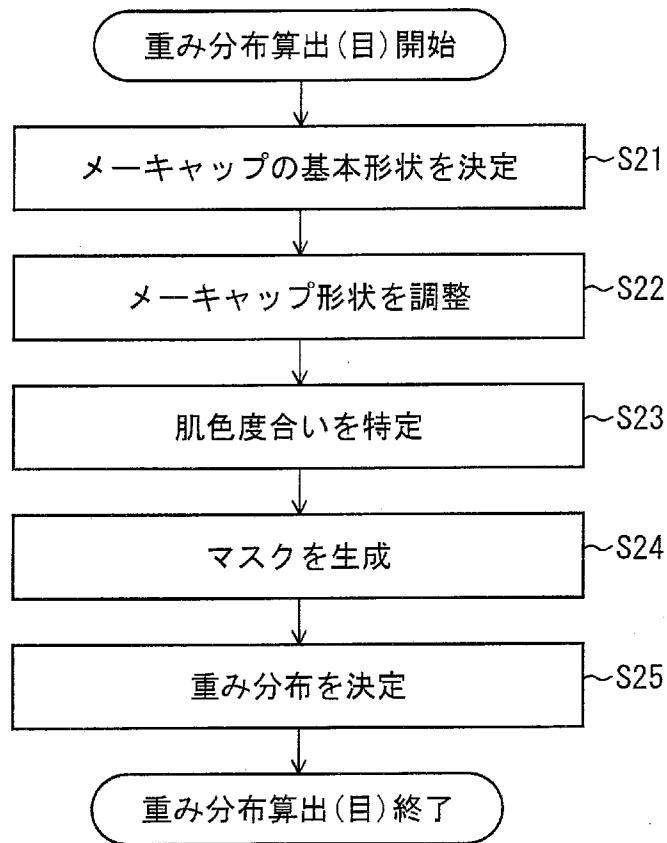 重み分布算出(目)開始
メーキャップの基本形状を決定
~S21
メーキャップ形状を調整
~S22
肌色度合いを特定
~S23
マスクを生成
~S24
重み分布を決定
~S25
重み分布算出(目)終了